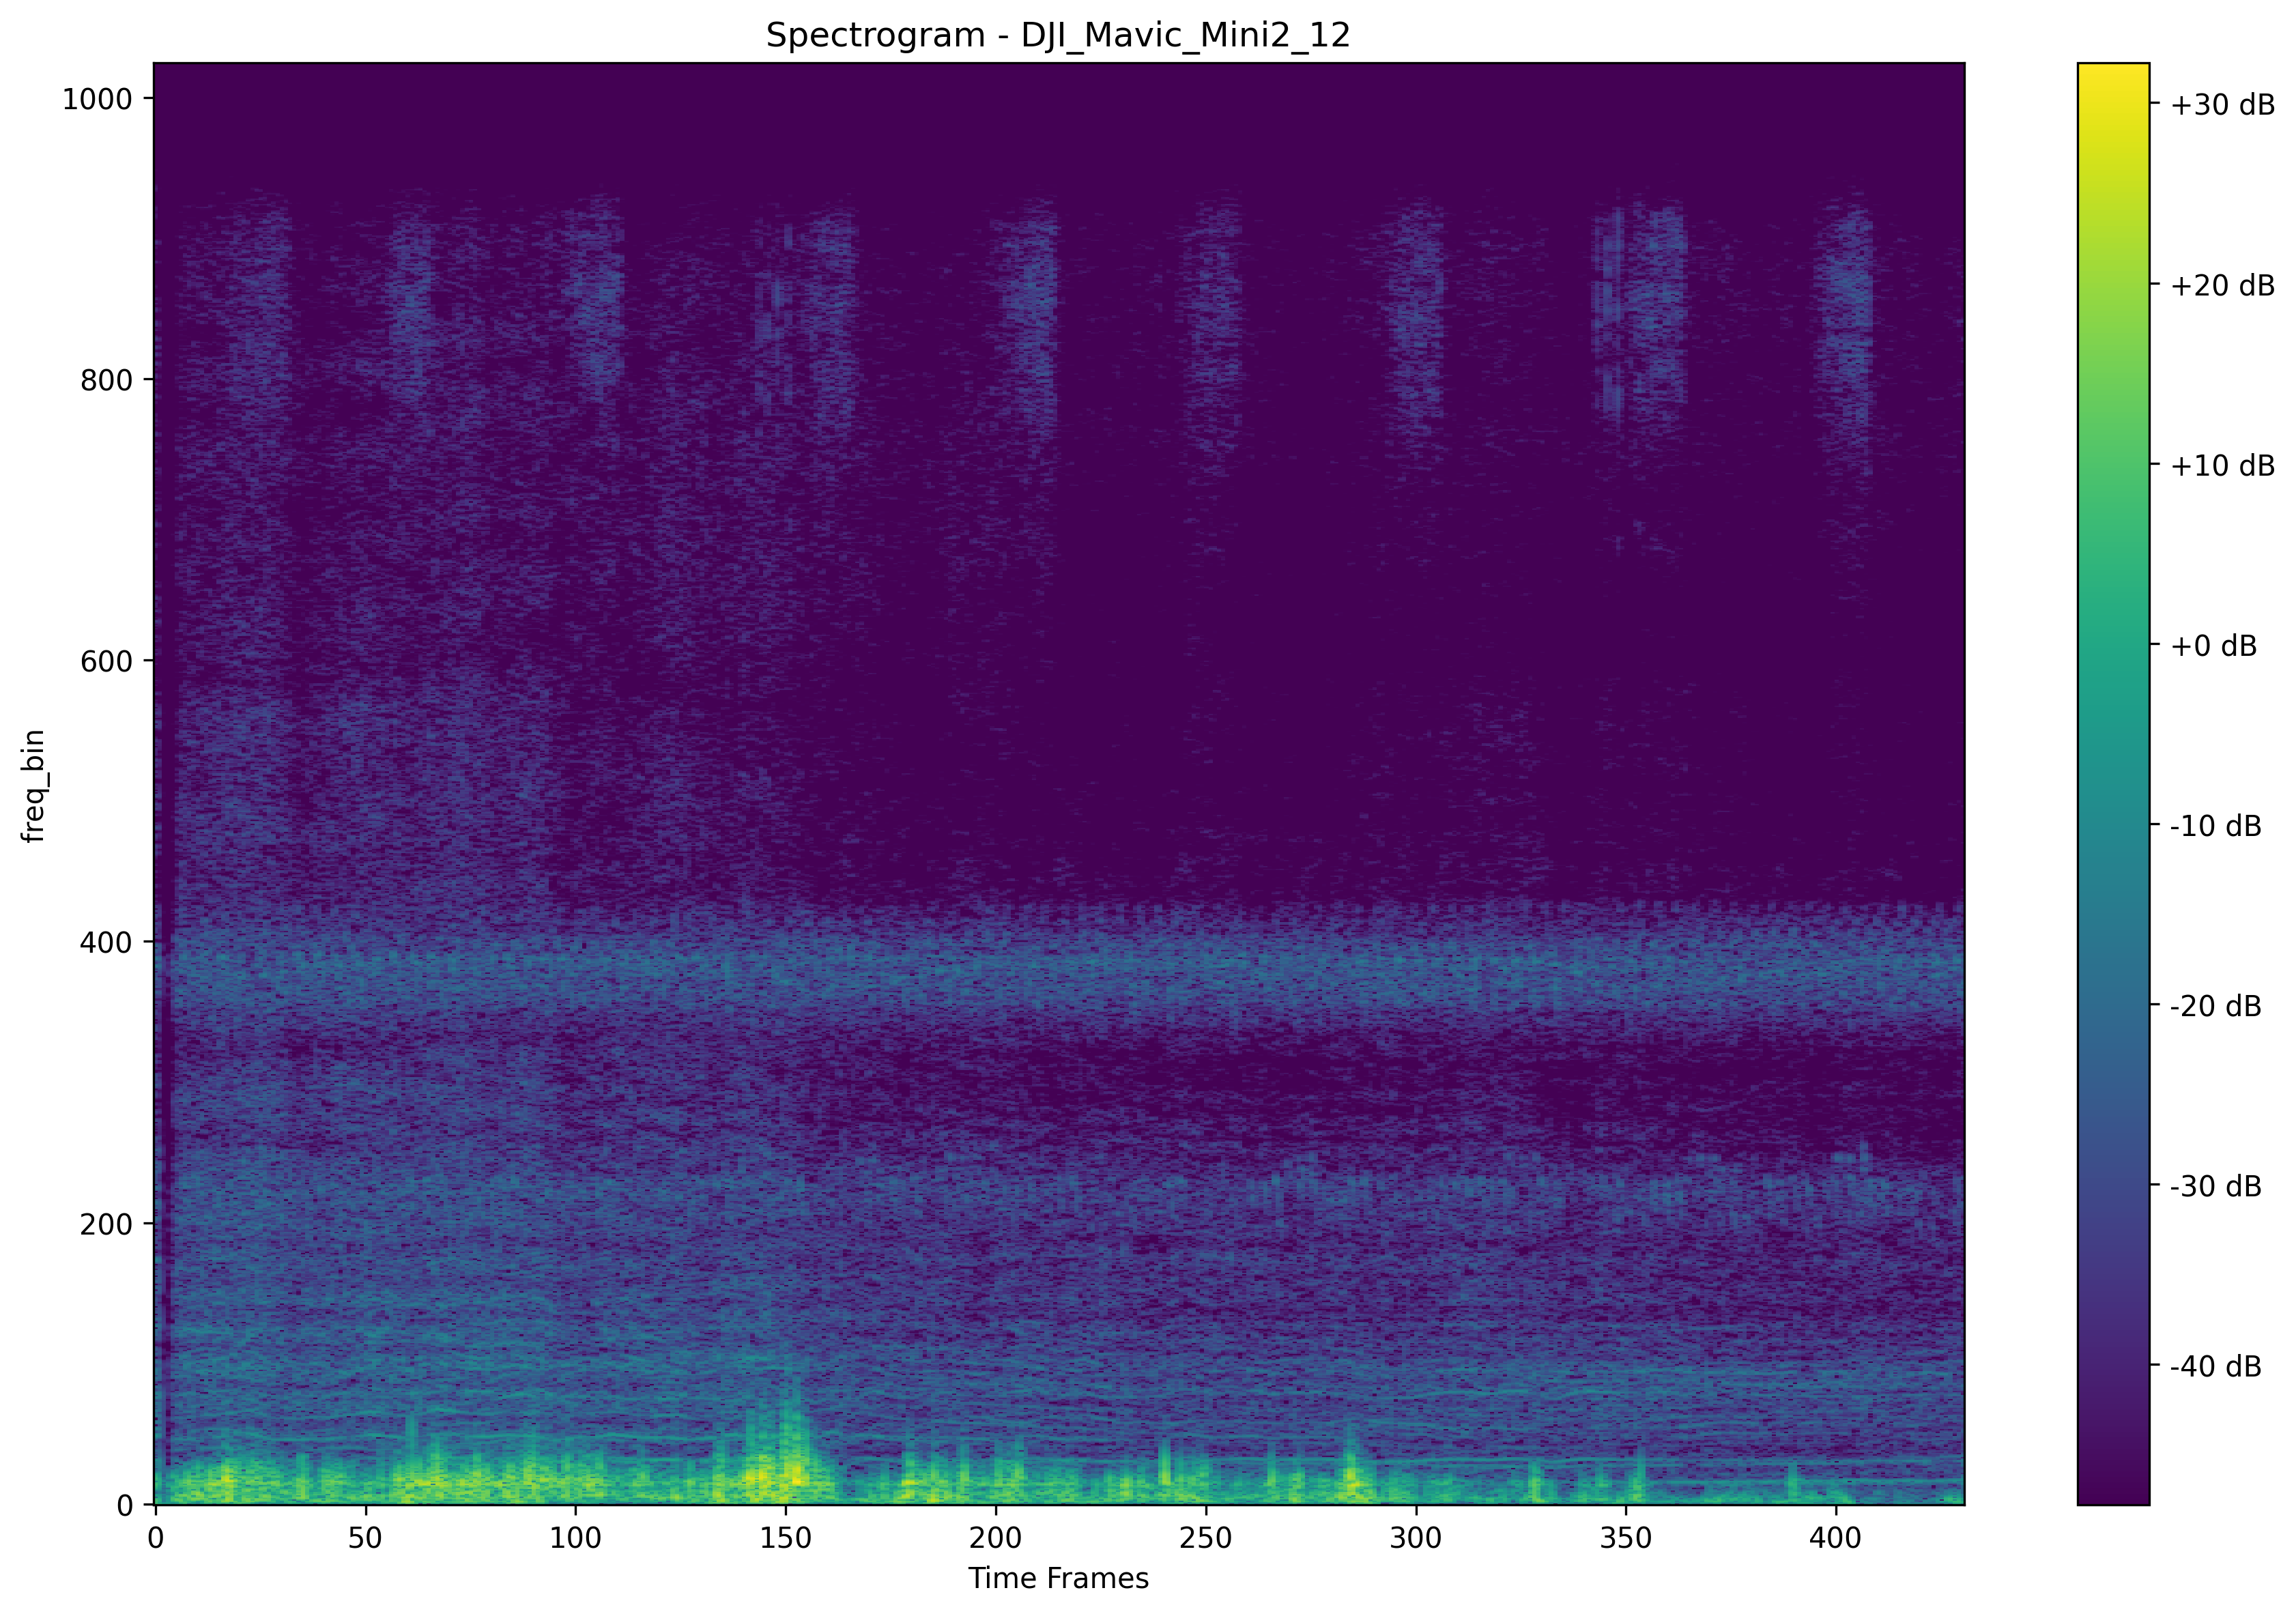 Spectrogram - DJI_Mavic_Mini2_12
1000
800
600
400
200
0
freq_bin
0 50 100 150 200 250 300 350 400
Time Frames
+30 dB
+20 dB
+10 dB
+0 dB
-10 dB
-20 dB
-30 dB
-40 dB